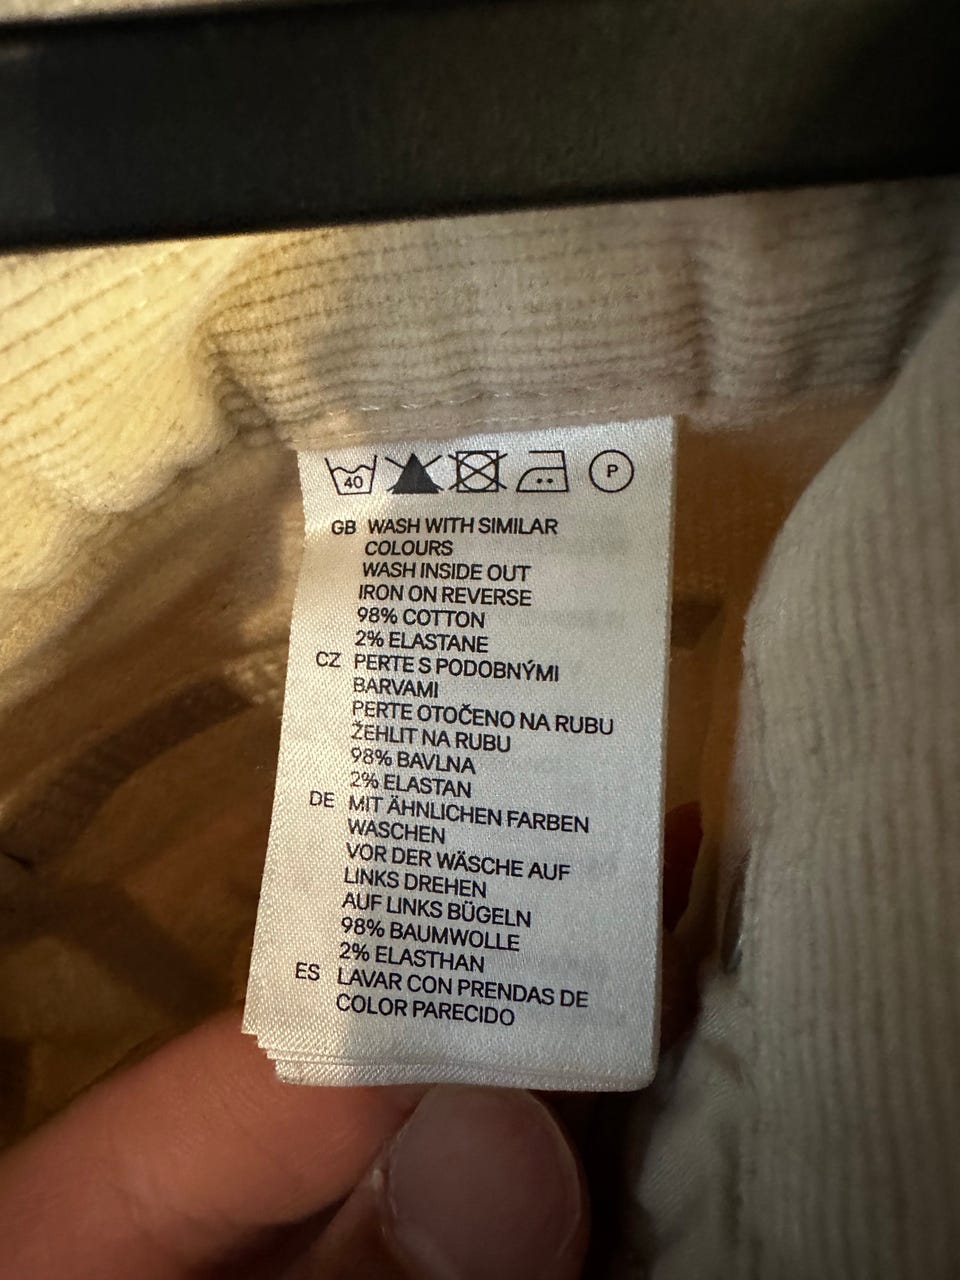 40 P
GB WASH WITH SIMILAR
COLOURS
WASH INSIDE OUT
IRON ON REVERSE
98% COTTON
2% ELASTANE
CZ PERTE S PODOBNÝMI
BARVAMI
PERTE OTOČENO NA RUBU
ŽEHLIT NA RUBU
98% BAVLNA
2% ELASTAN
DE MIT ÄHNLICHEN FARBEN
WASCHEN
VOR DER WÄSCHE AUF
LINKS DREHEN
AUF LINKS BÜGELN
98% BAUMWOLLE
2% ELASTHAN
ES LAVAR CON PRENDAS DE
COLOR PARECIDO